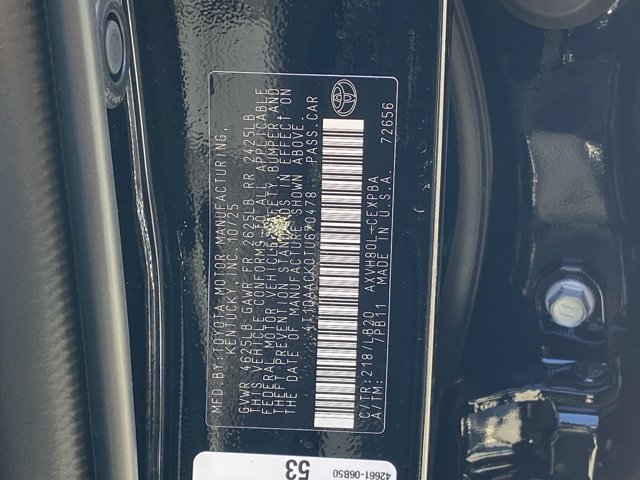 MFD.BY:TOYOTA MOTOR MANUFACTURING,
KENTUCKY, INC. 10/25
GVWR 4625LB GAWR FR 2625LB RR 2425LB
THIS VEHICLE CONFORMS TO ALL APPLICABLE
FEDERAL MOTOR VEHICLE SAFETY BUMPER, AND
THEFT PREVENTION STANDARDS IN EFFECT ON
THE DATE OF MANUFACTURE SHOWN ABOVE.
PASS.CAR
C/TR:218/LB20 AXVH80L-CEXPBA
A/TM: 7PB11 MADE IN U.S.A. 72656
53
42661-06B50